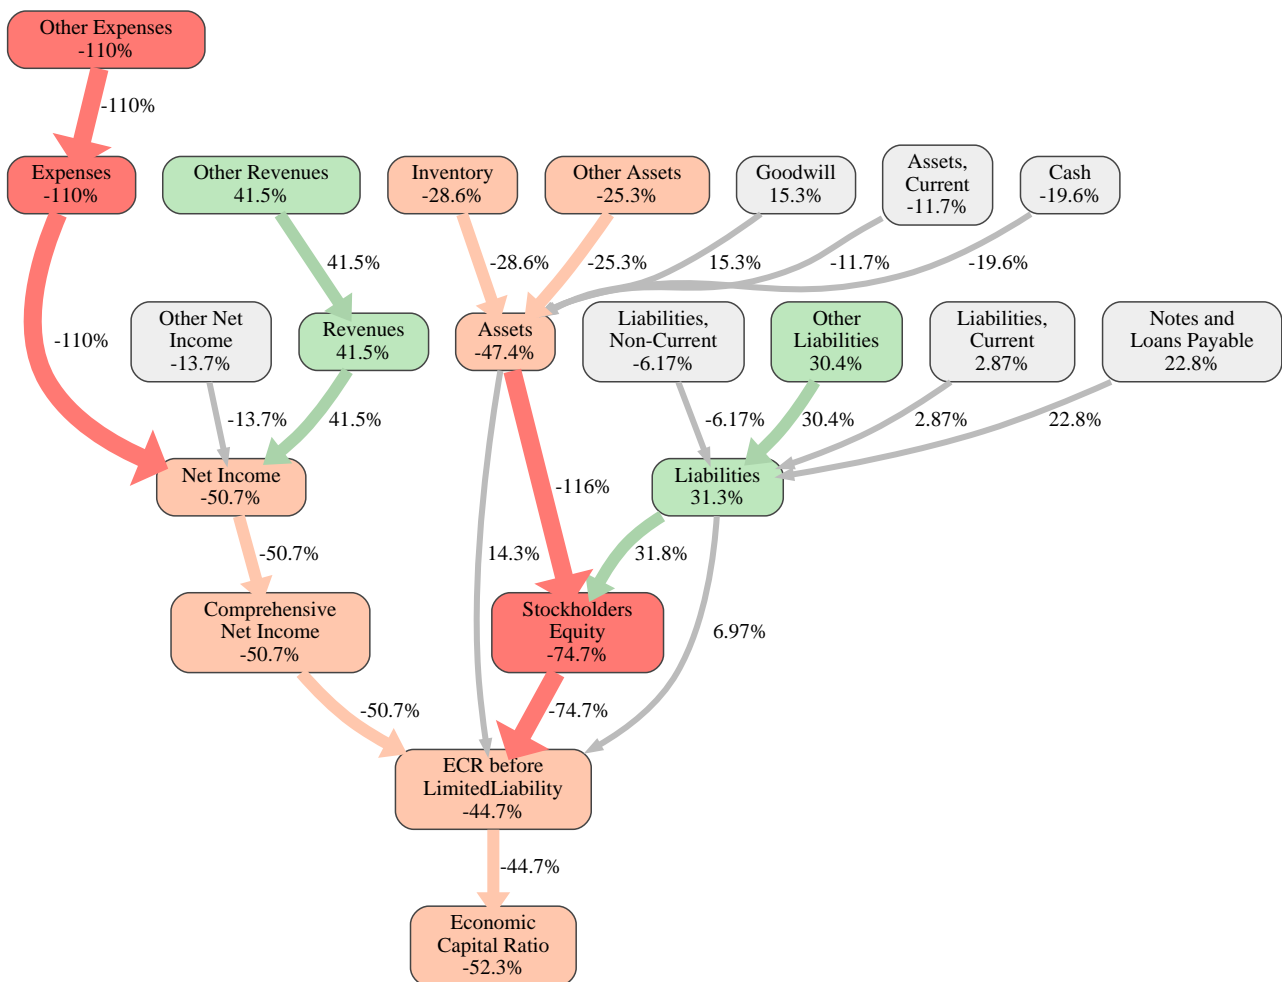 Other Expenses
-110%
-110%
Expenses
-110%
Other Revenues
41.5%
Inventory
-28.6%
Other Assets
-25.3%
Goodwill
15.3%
Assets,
Current
-11.7%
Cash
-19.6%
41.5%
-28.6%
-25.3%
15.3%
-11.7%
-19.6%
-110%
Other Net
Income
-13.7%
Revenues
41.5%
Assets
-47.4%
Liabilities,
Non-Current
-6.17%
Other
Liabilities
30.4%
Liabilities,
Current
2.87%
Notes and
Loans Payable
22.8%
-13.7%
41.5%
-6.17%
30.4%
2.87%
22.8%
Net Income
-50.7%
-116%
Liabilities
31.3%
-50.7%
14.3%
31.8%
Comprehensive
Net Income
-50.7%
Stockholders
Equity
-74.7%
6.97%
-50.7%
-74.7%
ECR before
LimitedLiability
-44.7%
-44.7%
Economic
Capital Ratio
-52.3%